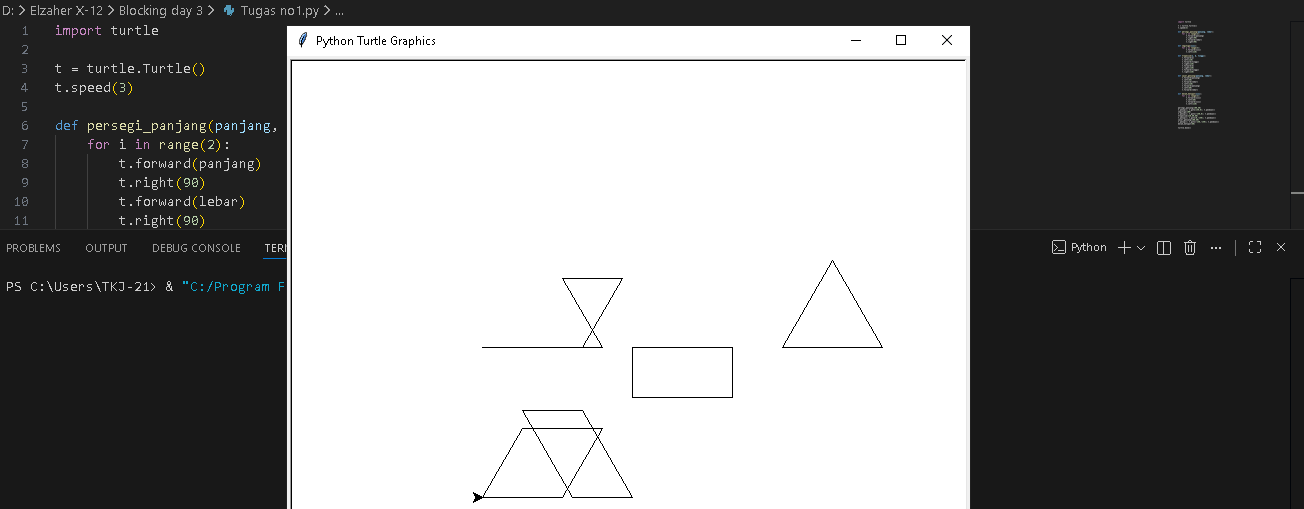 D: > Elzaher X-12 > Blocking day 3 > Tugas no1.py > ...
1 import turtle
2
3 t = turtle.Turtle()
4 t.speed(3)
5
6 def persegi_panjang(panjang,
7 for i in range(2):
8 t.forward(panjang)
9 t.right(90)
10 t.forward(lebar)
11 t.right(90)
Python Turtle Graphics
PROBLEMS OUTPUT DEBUG CONSOLE TERM
Python
PS C:\Users\TKJ-21> & "C:/Program F